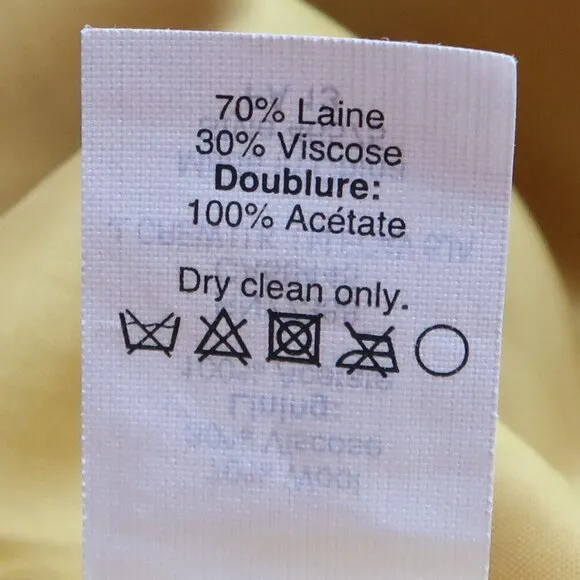 70% Laine
30% Viscose
Doublure:
100% Acétate
Dry clean only.